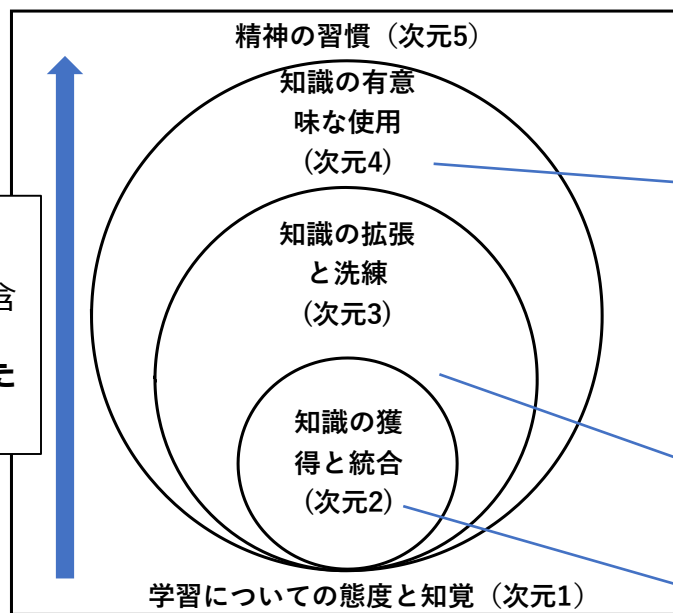 精神の習慣（次元5）
知識の有意
味な使用
(次元4)
知識の拡張
と洗練
(次元3)
知識の獲
得と統合
(次元2)
学習についての態度と知覚（次元1）
含
た